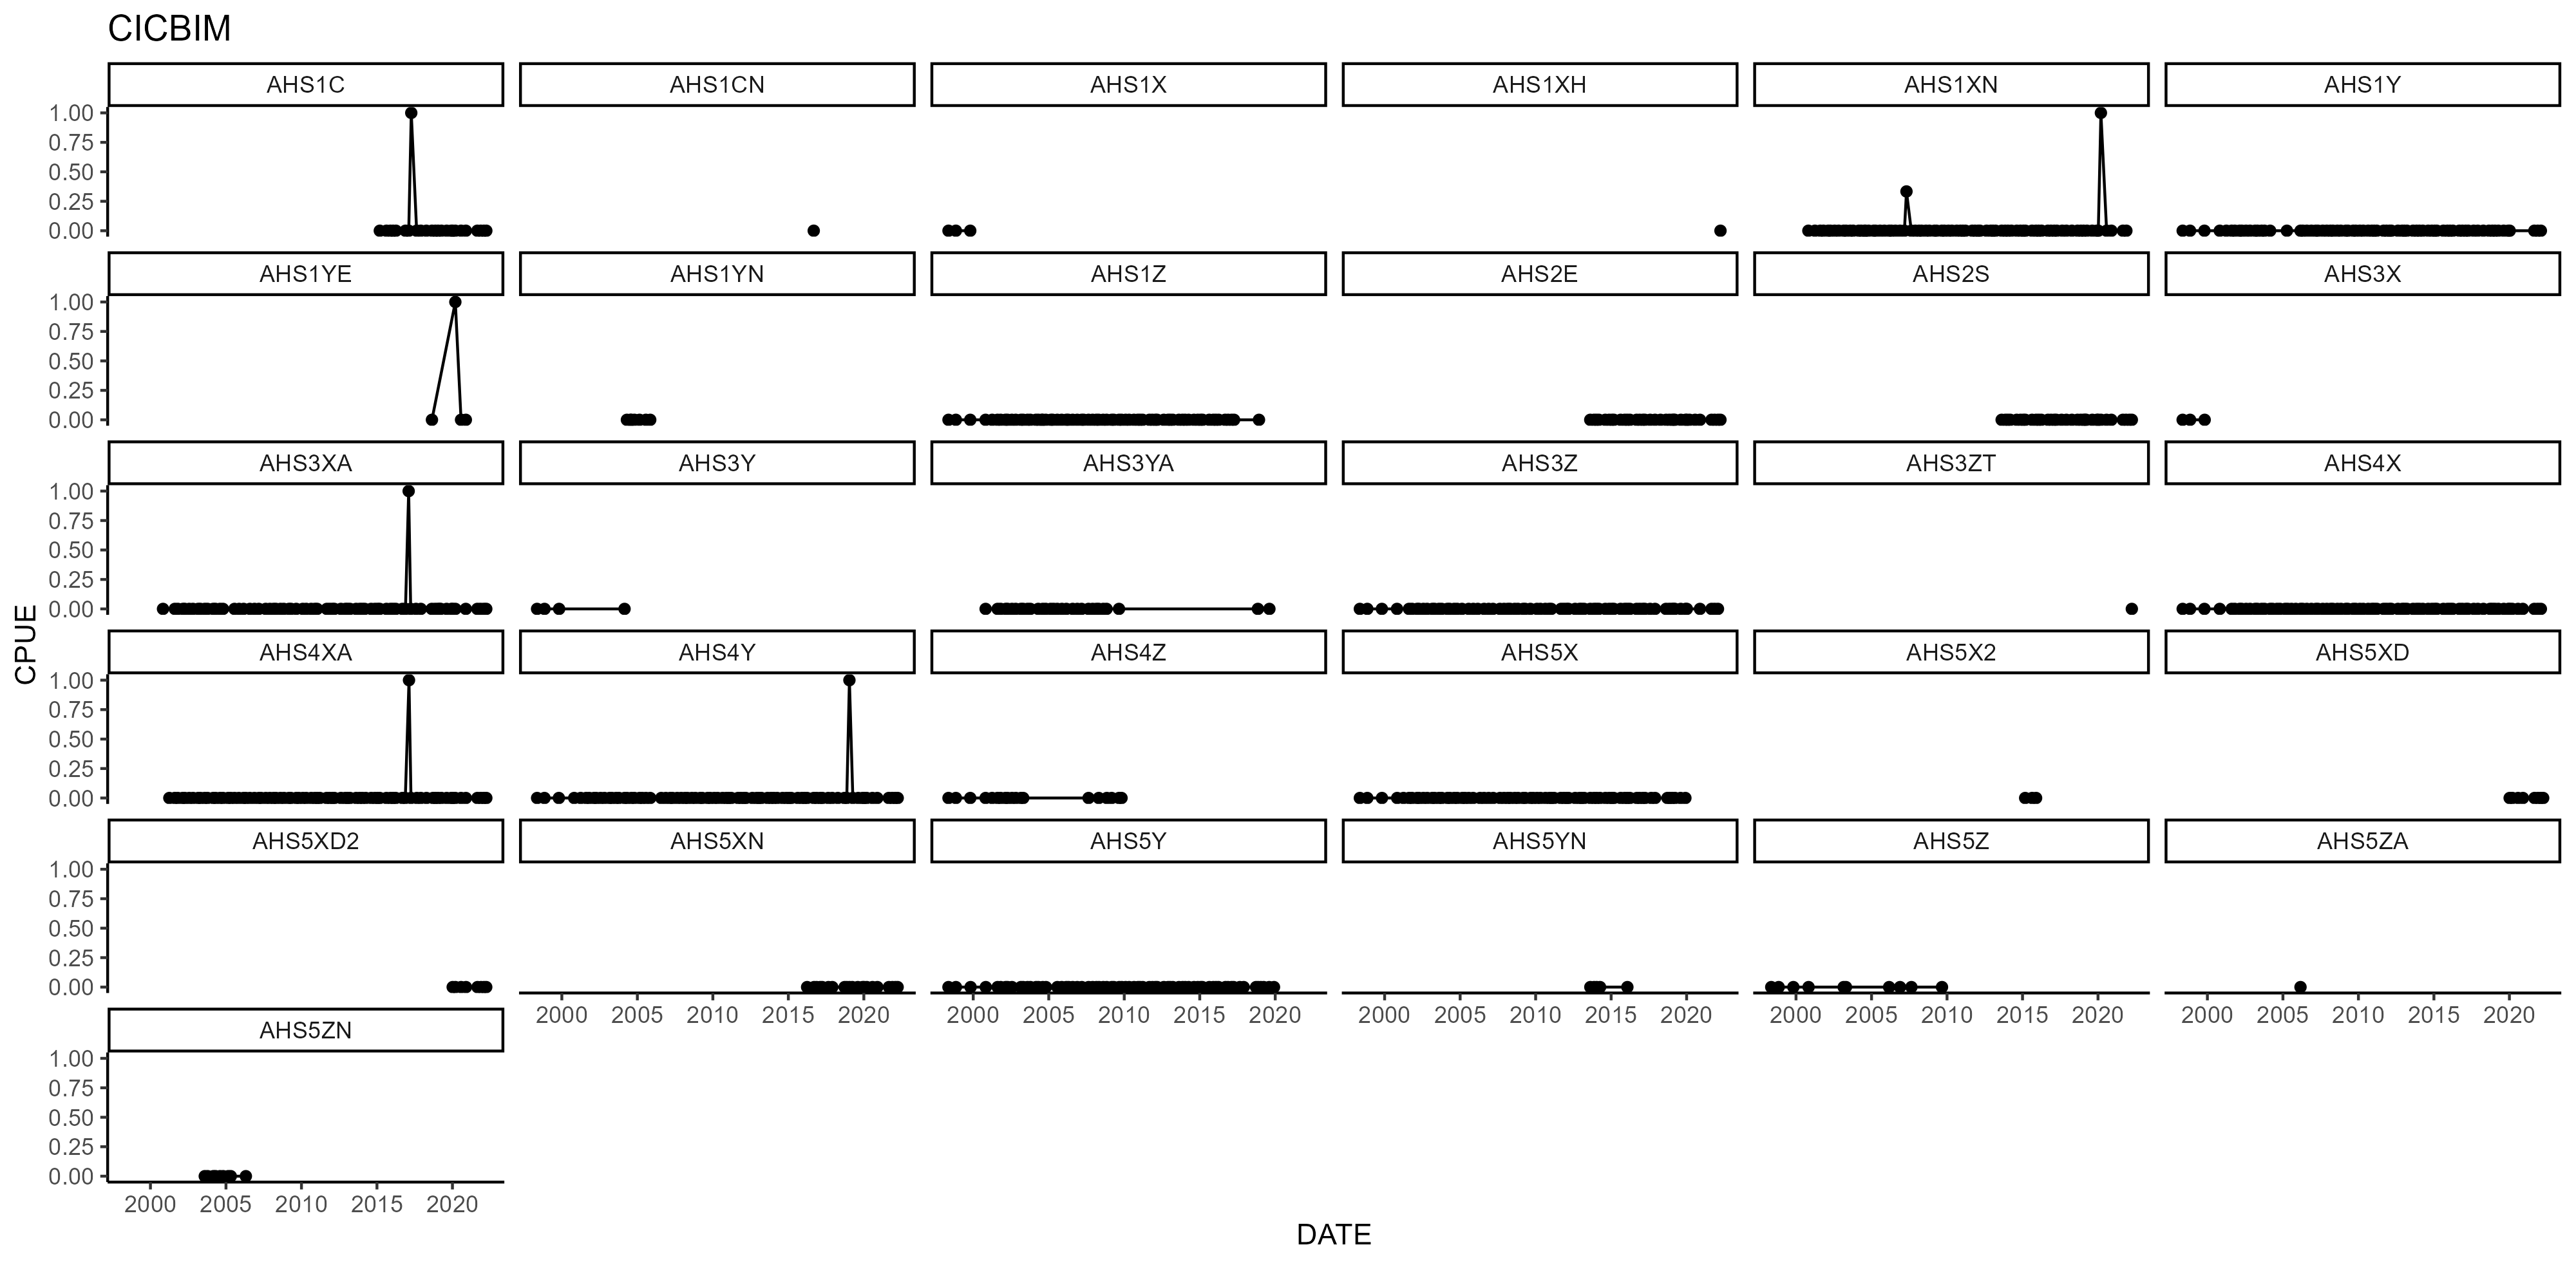 CICBIM
AHS1C AHS1CN AHS1X AHS1XH AHS1XN AHS1Y
1.00
0.75
0.50
0.25
0.00
AHS1YE AHS1YN AHS1Z AHS2E AHS2S AHS3X
1.00
0.75
0.50
0.25
0.00
AHS3XA AHS3Y AHS3YA AHS3Z AHS3ZT AHS4X
1.00
0.75
0.50
0.25
0.00
CPUE
AHS4XA AHS4Y AHS4Z AHS5X AHS5X2 AHS5XD
1.00
0.75
0.50
0.25
0.00
AHS5XD2 AHS5XN AHS5Y AHS5YN AHS5Z AHS5ZA
1.00
0.75
0.50
0.25
0.00
2000 2005 2010 2015 2020 2000 2005 2010 2015 2020 2000 2005 2010 2015 2020 2000 2005 2010 2015 2020 2000 2005 2010 2015 2020
AHS5ZN
1.00
0.75
0.50
0.25
0.00
2000 2005 2010 2015 2020
DATE